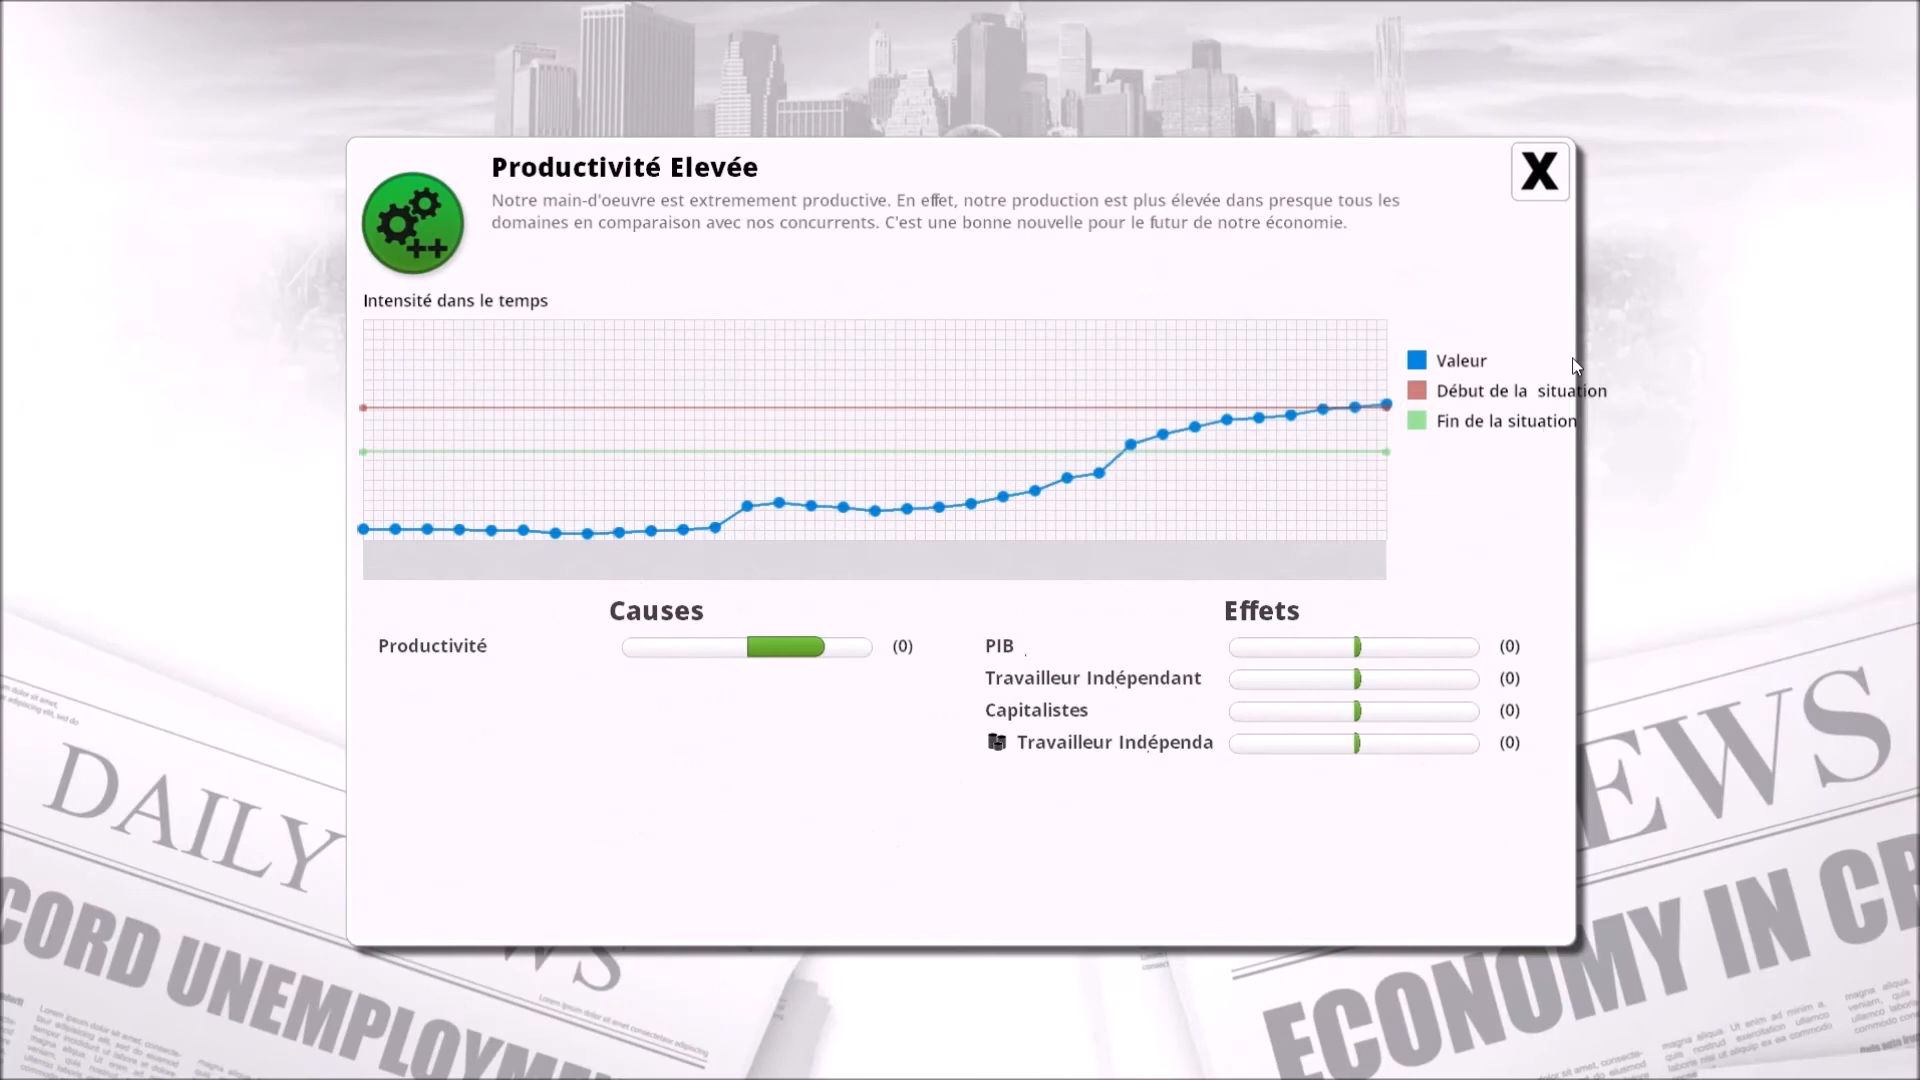 Productivité Elevée
X
Notre main-d'oeuvre est extremement productive. En effet, notre production est plus élevée dans presque tous les
domaines en comparaison avec nos concurrents. C'est une bonne nouvelle pour le futur de notre économie.
Intensité dans le temps
Valeur
Début de la  situation
Fin de la situation
Causes
Productivité (0)
Effets
PIB (0)
Travailleur Indépendant (0)
Capitalistes (0)
Travailleur Indépenda (0)
DAILY
NEWS
CORD UNEMPLOYME
EWS
ECONOMY IN CR